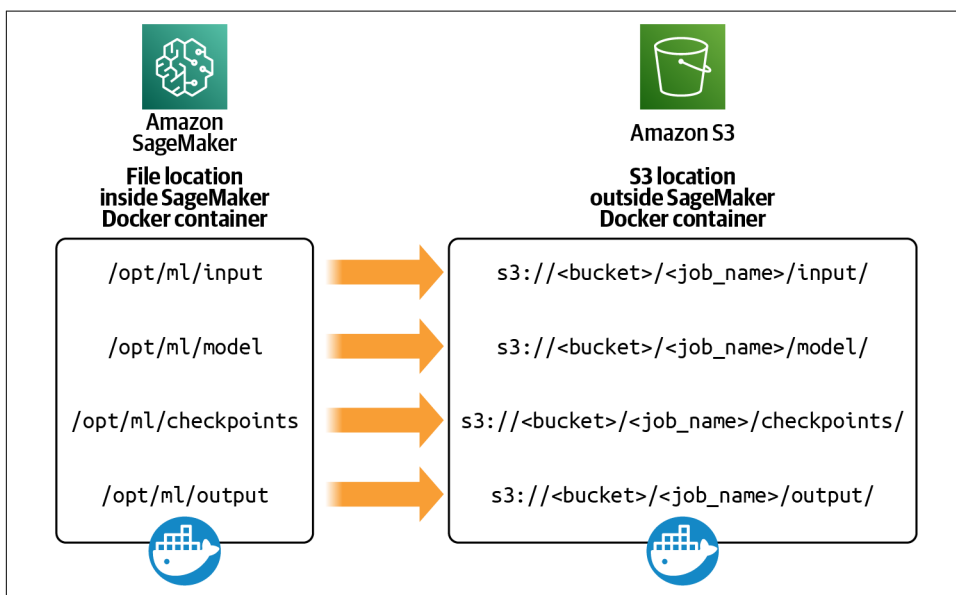 Amazon
SageMaker
File location
inside SageMaker
Docker container
/opt/ml/input
/opt/ml/model
/opt/ml/checkpoints
/opt/ml/output
Amazon S3
S3 location
outside SageMaker
Docker container
s3://<bucket>/<job_name>/input/
s3://<bucket>/<job_name>/model/
s3://<bucket>/<job_name>/checkpoints/
s3://<bucket>/<job_name>/output/